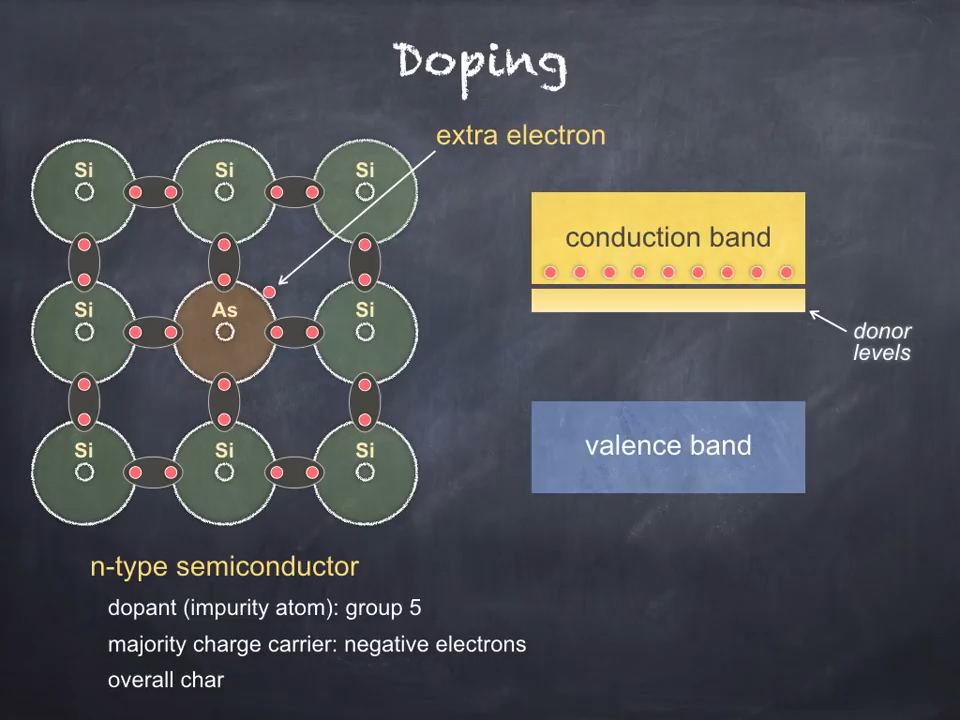 Doping
extra electron
Si Si Si
Si As Si
Si Si Si
conduction band
donor
levels
valence band
n-type semiconductor
dopant (impurity atom): group 5
majority charge carrier: negative electrons
overall char